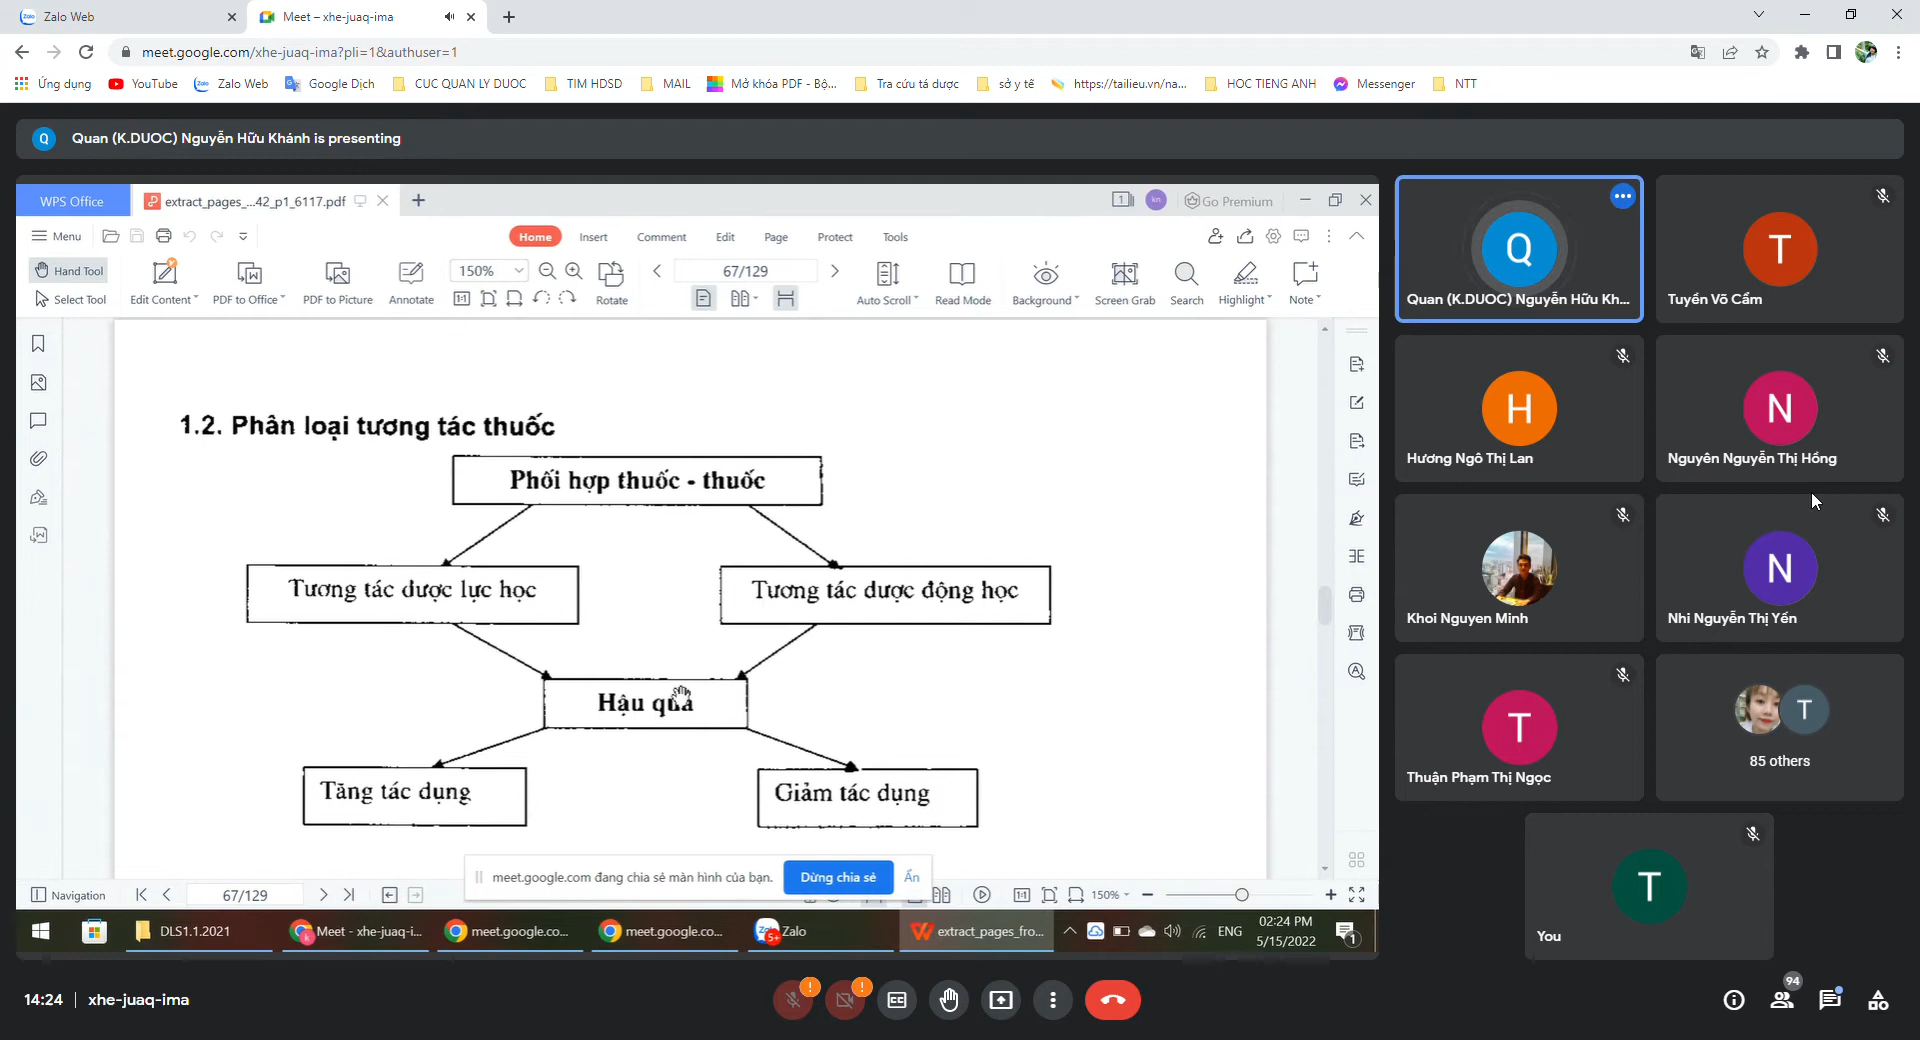 Zalo Web
Meet – xhe-juaq-ima
meet.google.com/xhe-juaq-ima?pli=1&authuser=1
Ứng dụng
YouTube
Zalo Web
Google Dịch
CUC QUAN LY DUOC
TIM HDSD
MAIL
Mở khóa PDF - Bộ...
Tra cứu tá dược
sở y tế
https://tailieu.vn/na...
HOC TIENG ANH
Messenger
NTT
Q
Quan (K.DUOC) Nguyễn Hữu Khánh is presenting
WPS Office
extract_pages_...42_p1_6117.pdf
1
kn
Go Premium
Menu
Home
Insert
Comment
Edit
Page
Protect
Tools
Hand Tool
Select Tool
Edit Content
PDF to Office
PDF to Picture
Annotate
150%
Rotate
67/129
Auto Scroll
Read Mode
Background
Screen Grab
Search
Highlight
Note
1.2. Phân loại tương tác thuốc
Phối hợp thuốc - thuốc
Tương tác dược lực học
Tương tác dược động học
Hậu quả
Tăng tác dụng
Giảm tác dụng
meet.google.com đang chia sẻ màn hình của bạn.
Dừng chia sẻ
Ẩn
Navigation
67/129
150%
DLS1.1.2021
Meet - xhe-juaq-i...
meet.google.co...
meet.google.co...
Zalo
5+
extract_pages_fro...
ENG
02:24 PM
5/15/2022
1
Q
Quan (K.DUOC) Nguyễn Hữu Kh...
T
Tuyền Võ Cẩm
H
Hương Ngô Thị Lan
N
Nguyên Nguyễn Thị Hồng
Khoi Nguyen Minh
N
Nhi Nguyễn Thị Yến
T
Thuận Phạm Thị Ngọc
T
85 others
T
You
14:24
xhe-juaq-ima
94